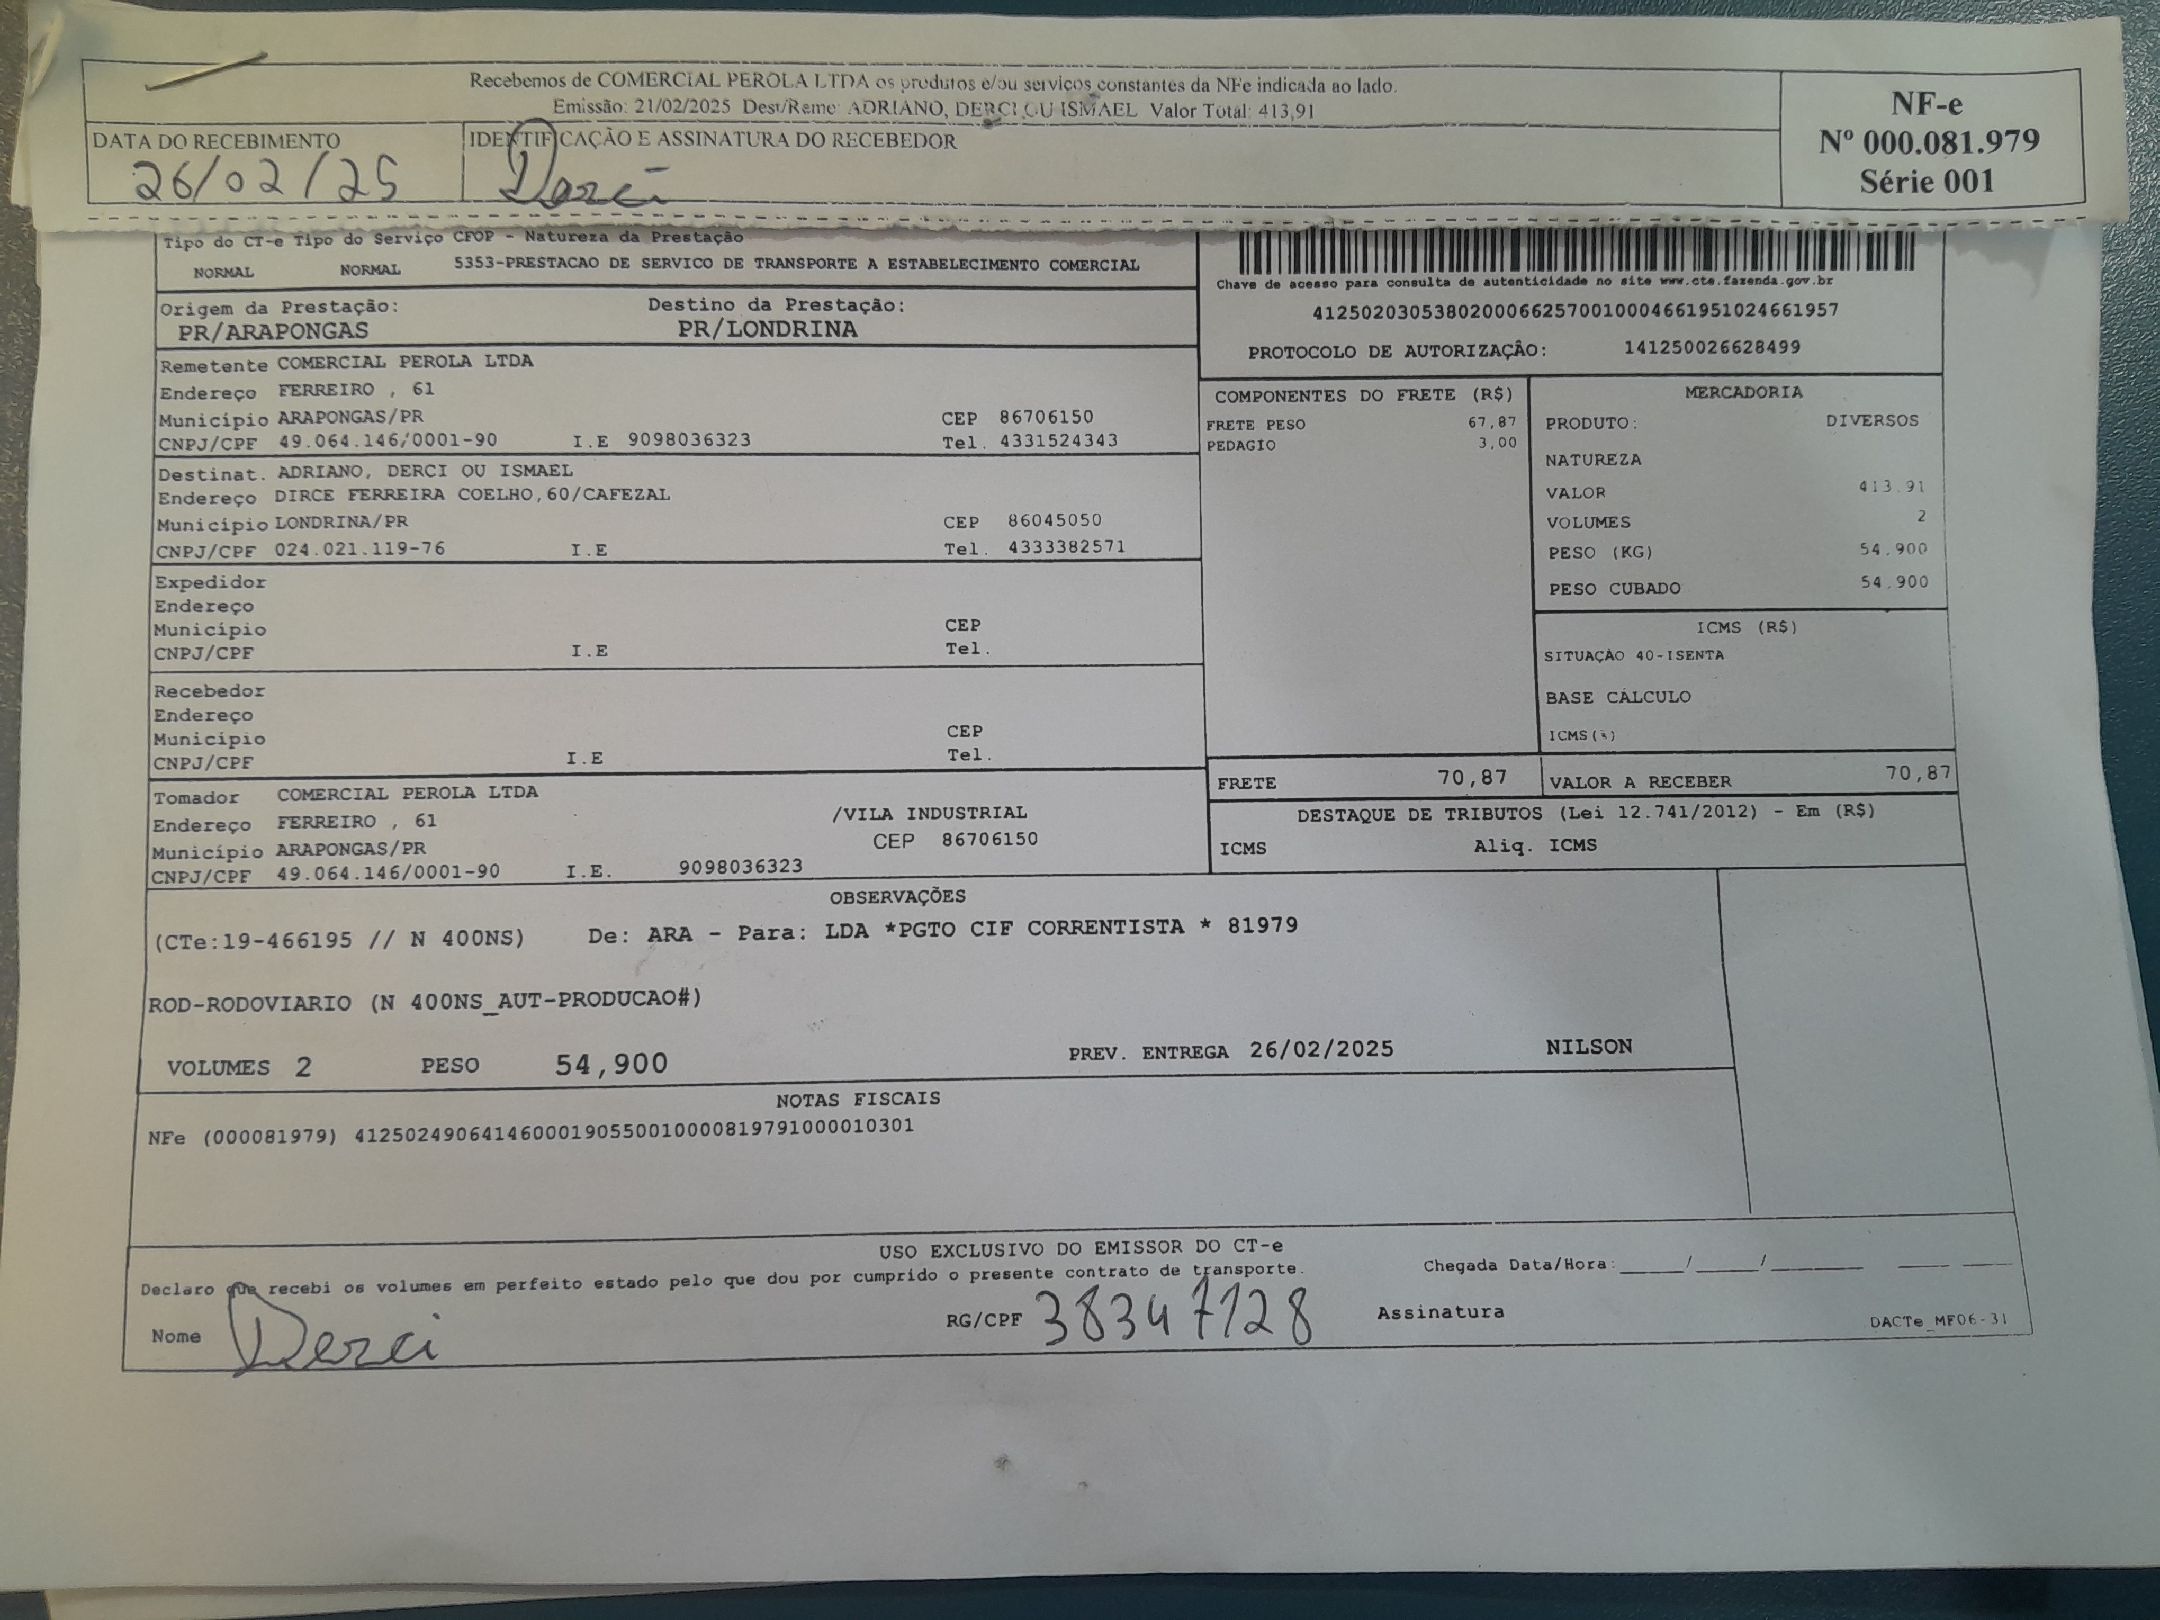 Recebemos de COMERCIAL PEROLA LTDA os produtos e/ou serviços constantes da NFe indicada ao lado.
Emissão: 21/02/2025 Dest/Reme: ADRIANO, DERCI OU ISMAEL Valor Total: 413,91
DATA DO RECEBIMENTO
26/02/25
IDENTIFICAÇÃO E ASSINATURA DO RECEBEDOR
Derci
NF-e
Nº 000.081.979
Série 001
Tipo do CT-e Tipo do Serviço CFOP - Natureza da Prestação
NORMAL NORMAL 5353-PRESTACAO DE SERVICO DE TRANSPORTE A ESTABELECIMENTO COMERCIAL
Origem da Prestação: Destino da Prestação:
PR/ARAPONGAS PR/LONDRINA
Chave de acesso para consulta de autenticidade no site www.cte.fazenda.gov.br
41250203053802000662570010004661951024661957
PROTOCOLO DE AUTORIZAÇÃO: 141250026628499
Remetente COMERCIAL PEROLA LTDA
Endereço FERREIRO , 61
Município ARAPONGAS/PR CEP 86706150
CNPJ/CPF 49.064.146/0001-90 I.E 9098036323 Tel. 4331524343
Destinat. ADRIANO, DERCI OU ISMAEL
Endereço DIRCE FERREIRA COELHO,60/CAFEZAL
Município LONDRINA/PR CEP 86045050
CNPJ/CPF 024.021.119-76 I.E Tel. 4333382571
Expedidor
Endereço
Município CEP
CNPJ/CPF I.E Tel.
Recebedor
Endereço
Município CEP
CNPJ/CPF I.E Tel.
Tomador COMERCIAL PEROLA LTDA
Endereço FERREIRO , 61 /VILA INDUSTRIAL
Município ARAPONGAS/PR CEP 86706150
CNPJ/CPF 49.064.146/0001-90 I.E. 9098036323
COMPONENTES DO FRETE (R$)
FRETE PESO 67,87
PEDAGIO 3,00
MERCADORIA
PRODUTO: DIVERSOS
NATUREZA
VALOR 413.91
VOLUMES 2
PESO (KG) 54.900
PESO CUBADO 54.900
ICMS (R$)
SITUAÇÃO 40-ISENTA
BASE CÁLCULO
ICMS(%)
FRETE 70,87 VALOR A RECEBER 70,87
DESTAQUE DE TRIBUTOS (Lei 12.741/2012) - Em (R$)
ICMS Aliq. ICMS
OBSERVAÇÕES
(CTe:19-466195 // N 400NS) De: ARA - Para: LDA *PGTO CIF CORRENTISTA * 81979
ROD-RODOVIARIO (N 400NS_AUT-PRODUCAO#)
VOLUMES 2 PESO 54,900 PREV. ENTREGA 26/02/2025 NILSON
NOTAS FISCAIS
NFe (000081979) 41250249064146000190550010000819791000010301
USO EXCLUSIVO DO EMISSOR DO CT-e
Declaro que recebi os volumes em perfeito estado pelo que dou por cumprido o presente contrato de transporte. Chegada Data/Hora:_____/_____/_______ ____ ____
Nome Derci RG/CPF 38347128 Assinatura
DACTe_MF06-31